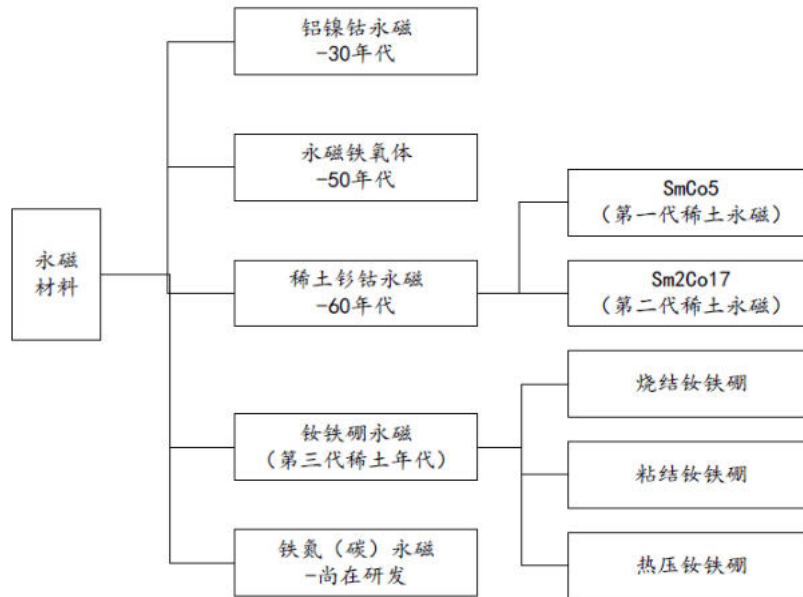 永磁
材料
铝镍钴永磁
-30年代
永磁铁氧体
-50年代
稀土钐钴永磁
-60年代
SmCo5
(第一代稀土永磁)
Sm2Co17
(第二代稀土永磁)
钕铁硼永磁
(第三代稀土年代)
烧结钕铁硼
粘结钕铁硼
热压钕铁硼
铁氮(碳)永磁
-尚在研发